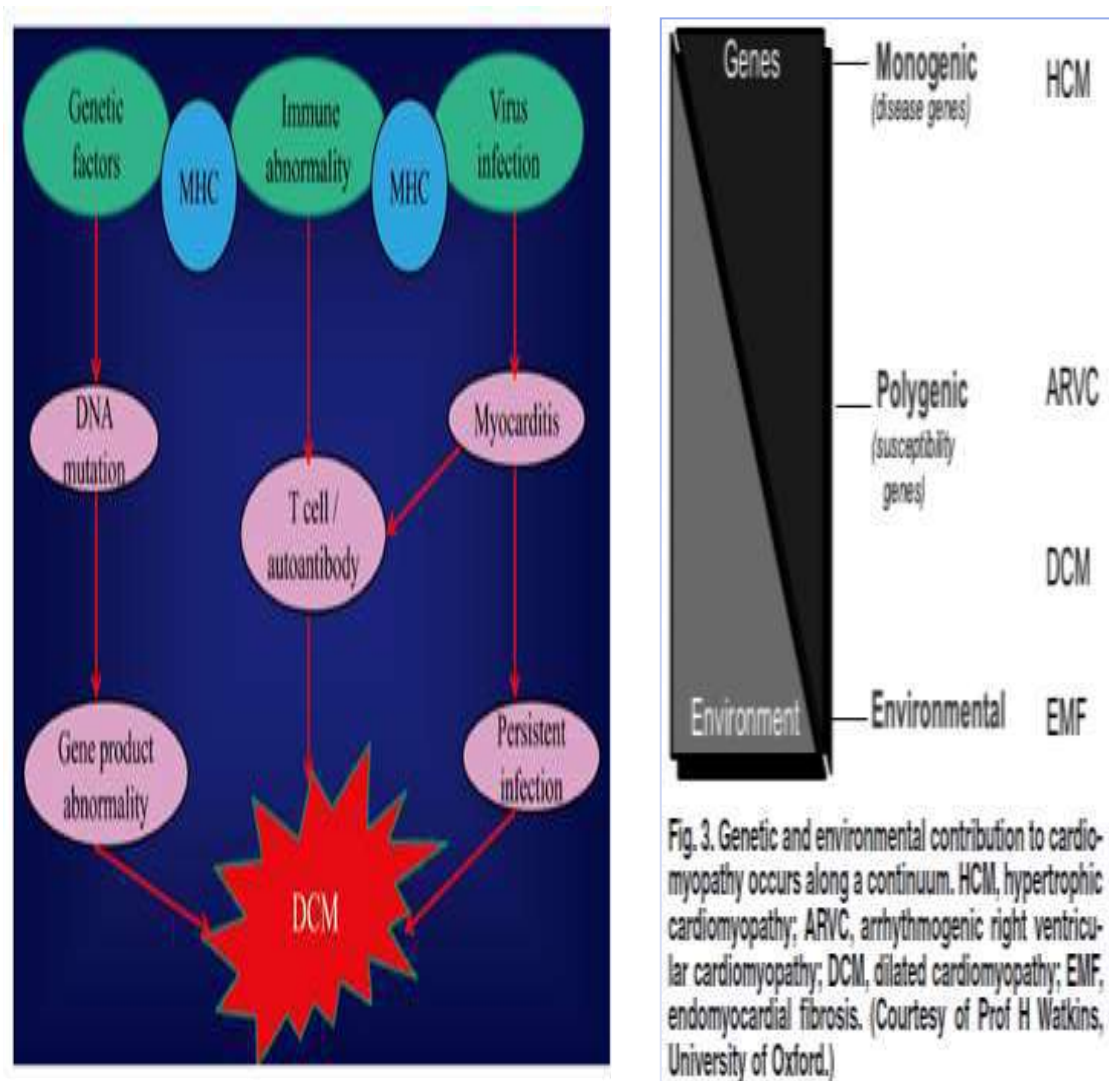 Genetic
factors
MHC
Immune
abnormality
MHC
Virus
infection
DNA
mutation
Myocarditis
T cell /
autoantibody
Gene product
abnormality
Persistent
infection
DCM
Genes
Monogenic
(disease genes)
HCM
Polygenic
(susceptibility
genes)
ARVC
DCM
Environment
Environmental
EMF
Fig. 3. Genetic and environmental contribution to cardio-
myopathy occurs along a continuum. HCM, hypertrophic
cardiomyopathy; ARVC, arrhythmogenic right ventricu-
lar cardiomyopathy; DCM, dilated cardiomyopathy; EMF,
endomyocardial fibrosis. (Courtesy of Prof H Watkins,
University of Oxford.)